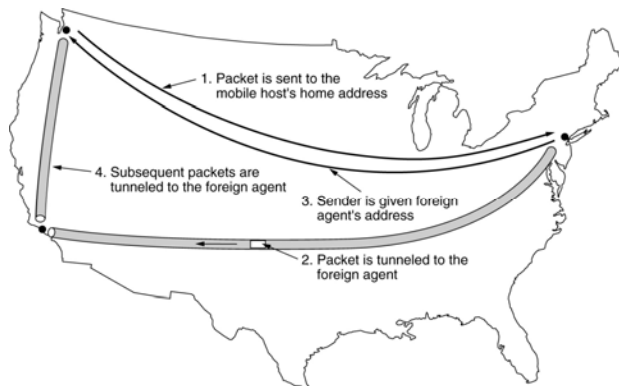 1. Packet is sent to the
mobile host's home address
4. Subsequent packets are
tunneled to the foreign agent
3. Sender is given foreign
agent's address
2. Packet is tunneled to the
foreign agent